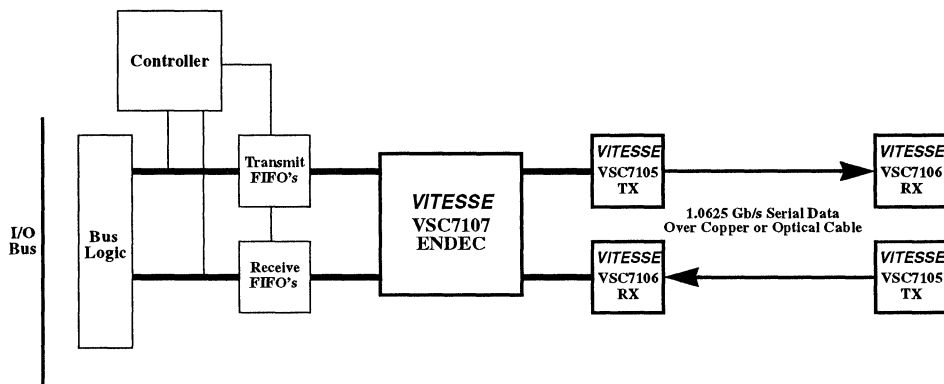 Controller
I/O
Bus
Bus
Logic
Transmit
FIFO's
Receive
FIFO's
VITESSE
VSC7107
ENDEC
VITESSE
VSC7105
TX
VITESSE
VSC7106
RX
1.0625 Gb/s Serial Data
Over Copper or Optical Cable
VITESSE
VSC7106
RX
VITESSE
VSC7105
TX